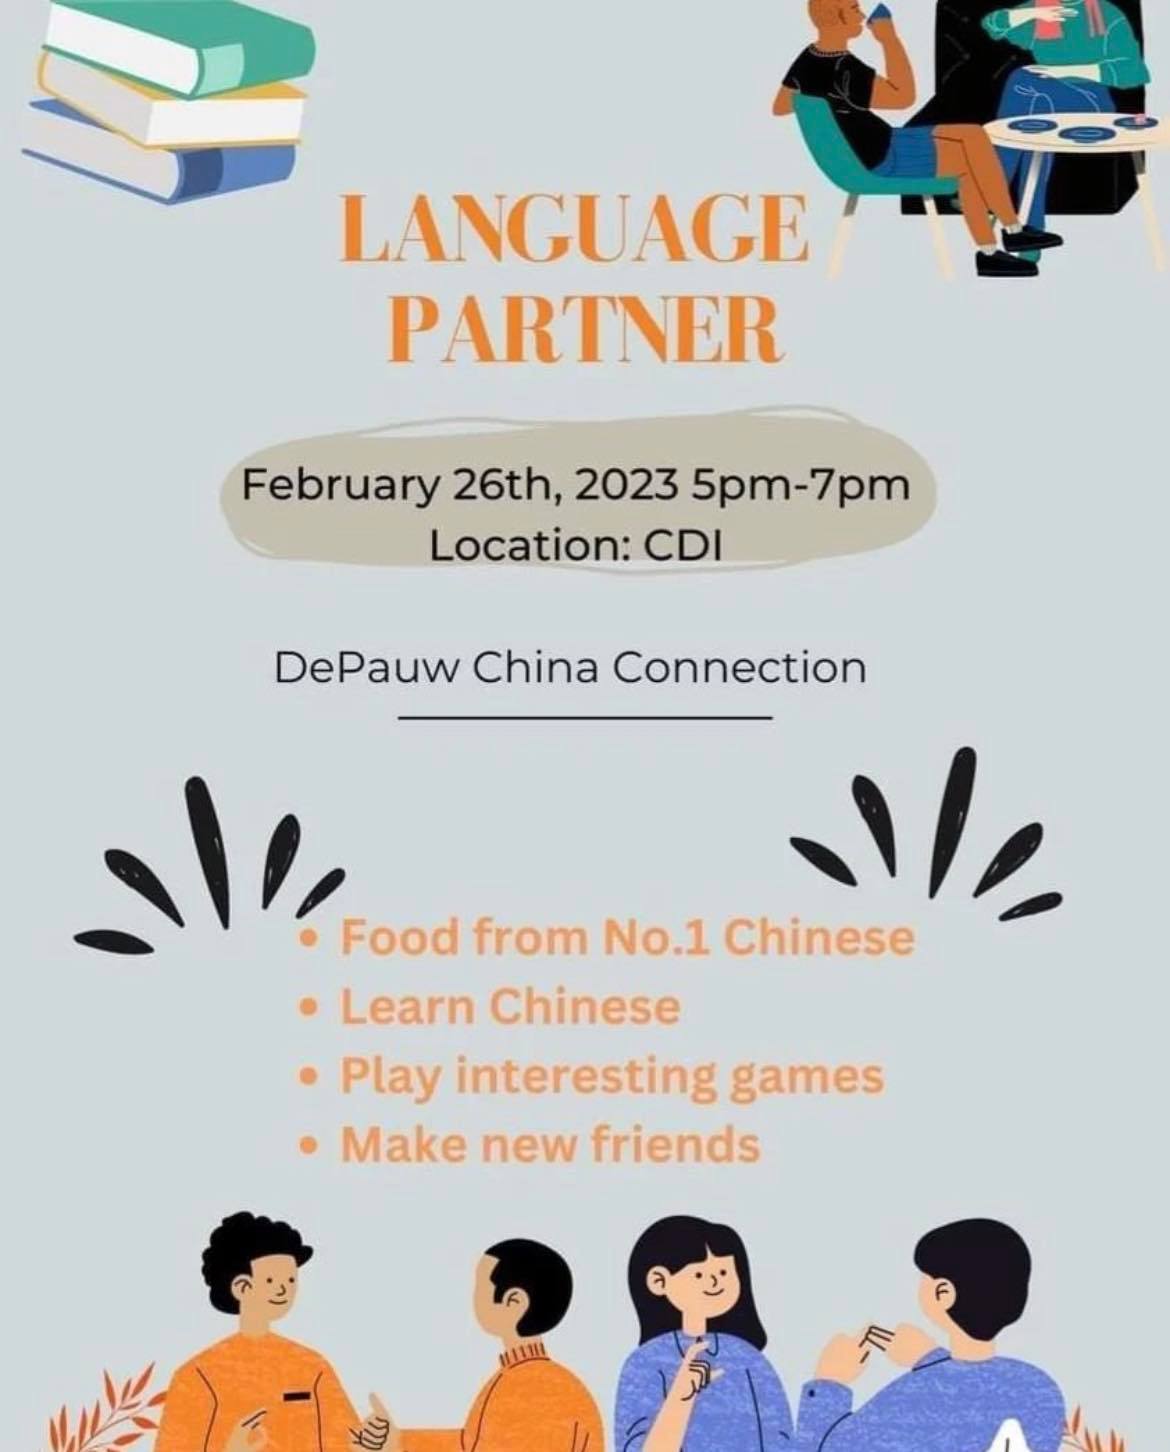 LANGUAGE
PARTNER
February 26th, 2023 5pm-7pm
Location: CDI
DePauw China Connection
• Food from No.1 Chinese
• Learn Chinese
• Play interesting games
• Make new friends